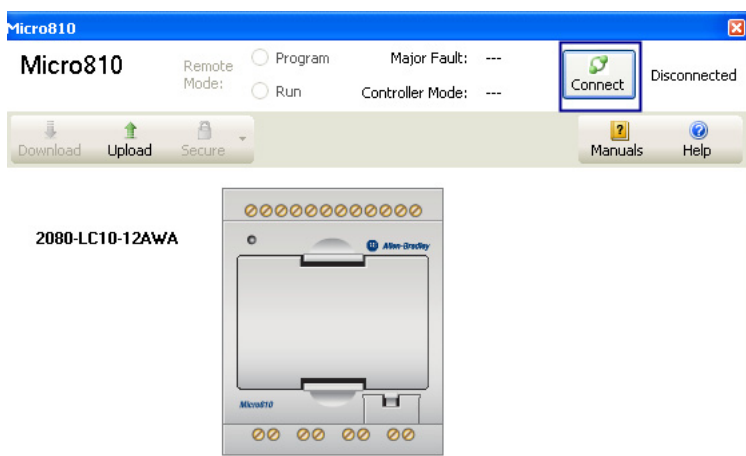 Micro810
Micro810
Remote Mode:
Program
Run
Major Fault: ---
Controller Mode: ---
Connect
Disconnected
Download
Upload
Secure
Manuals
Help
2080-LC10-12AWA
Allen-Bradley
Micro810